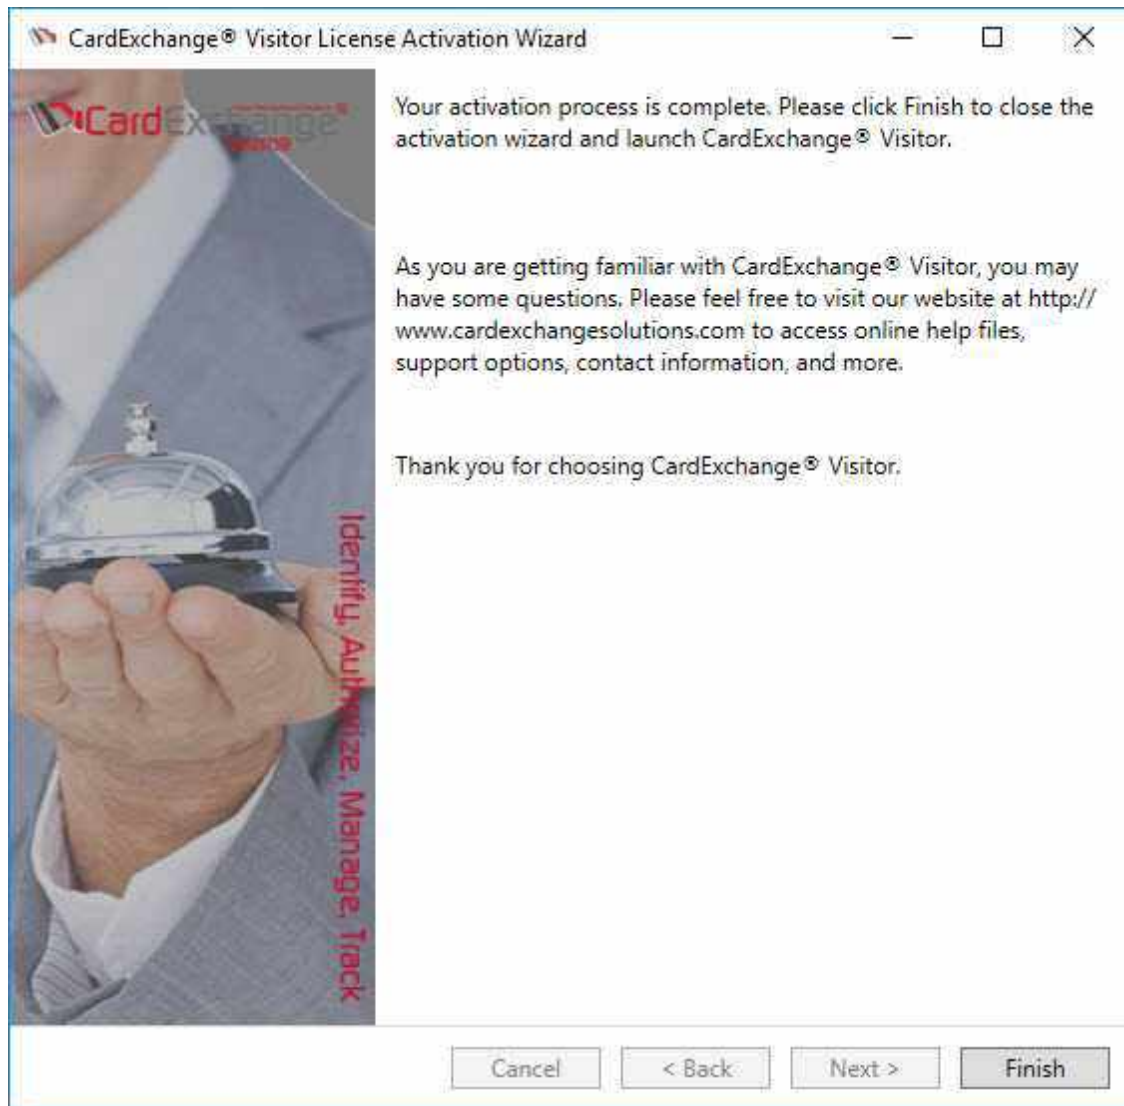 CardExchange® Visitor License Activation Wizard
CardExchange®
Your activation process is complete. Please click Finish to close the
activation wizard and launch CardExchange® Visitor.
As you are getting familiar with CardExchange® Visitor, you may
have some questions. Please feel free to visit our website at http://
www.cardexchangesolutions.com to access online help files,
support options, contact information, and more.
Thank you for choosing CardExchange® Visitor.
Identify, Authorize, Manage, Track
Cancel
< Back
Next >
Finish